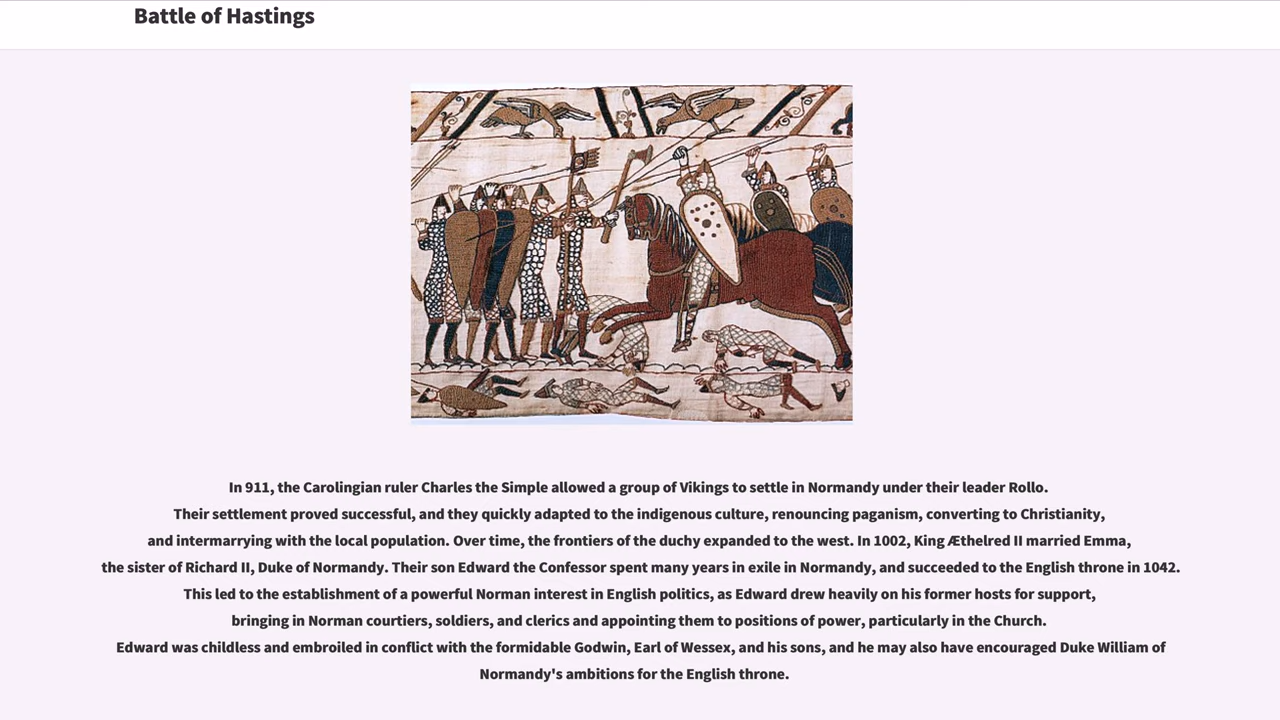 Battle of Hastings
In 911, the Carolingian ruler Charles the Simple allowed a group of Vikings to settle in Normandy under their leader Rollo.
Their settlement proved successful, and they quickly adapted to the indigenous culture, renouncing paganism, converting to Christianity,
and intermarrying with the local population. Over time, the frontiers of the duchy expanded to the west. In 1002, King Æthelred II married Emma,
the sister of Richard II, Duke of Normandy. Their son Edward the Confessor spent many years in exile in Normandy, and succeeded to the English throne in 1042.
This led to the establishment of a powerful Norman interest in English politics, as Edward drew heavily on his former hosts for support,
bringing in Norman courtiers, soldiers, and clerics and appointing them to positions of power, particularly in the Church.
Edward was childless and embroiled in conflict with the formidable Godwin, Earl of Wessex, and his sons, and he may also have encouraged Duke William of
Normandy's ambitions for the English throne.